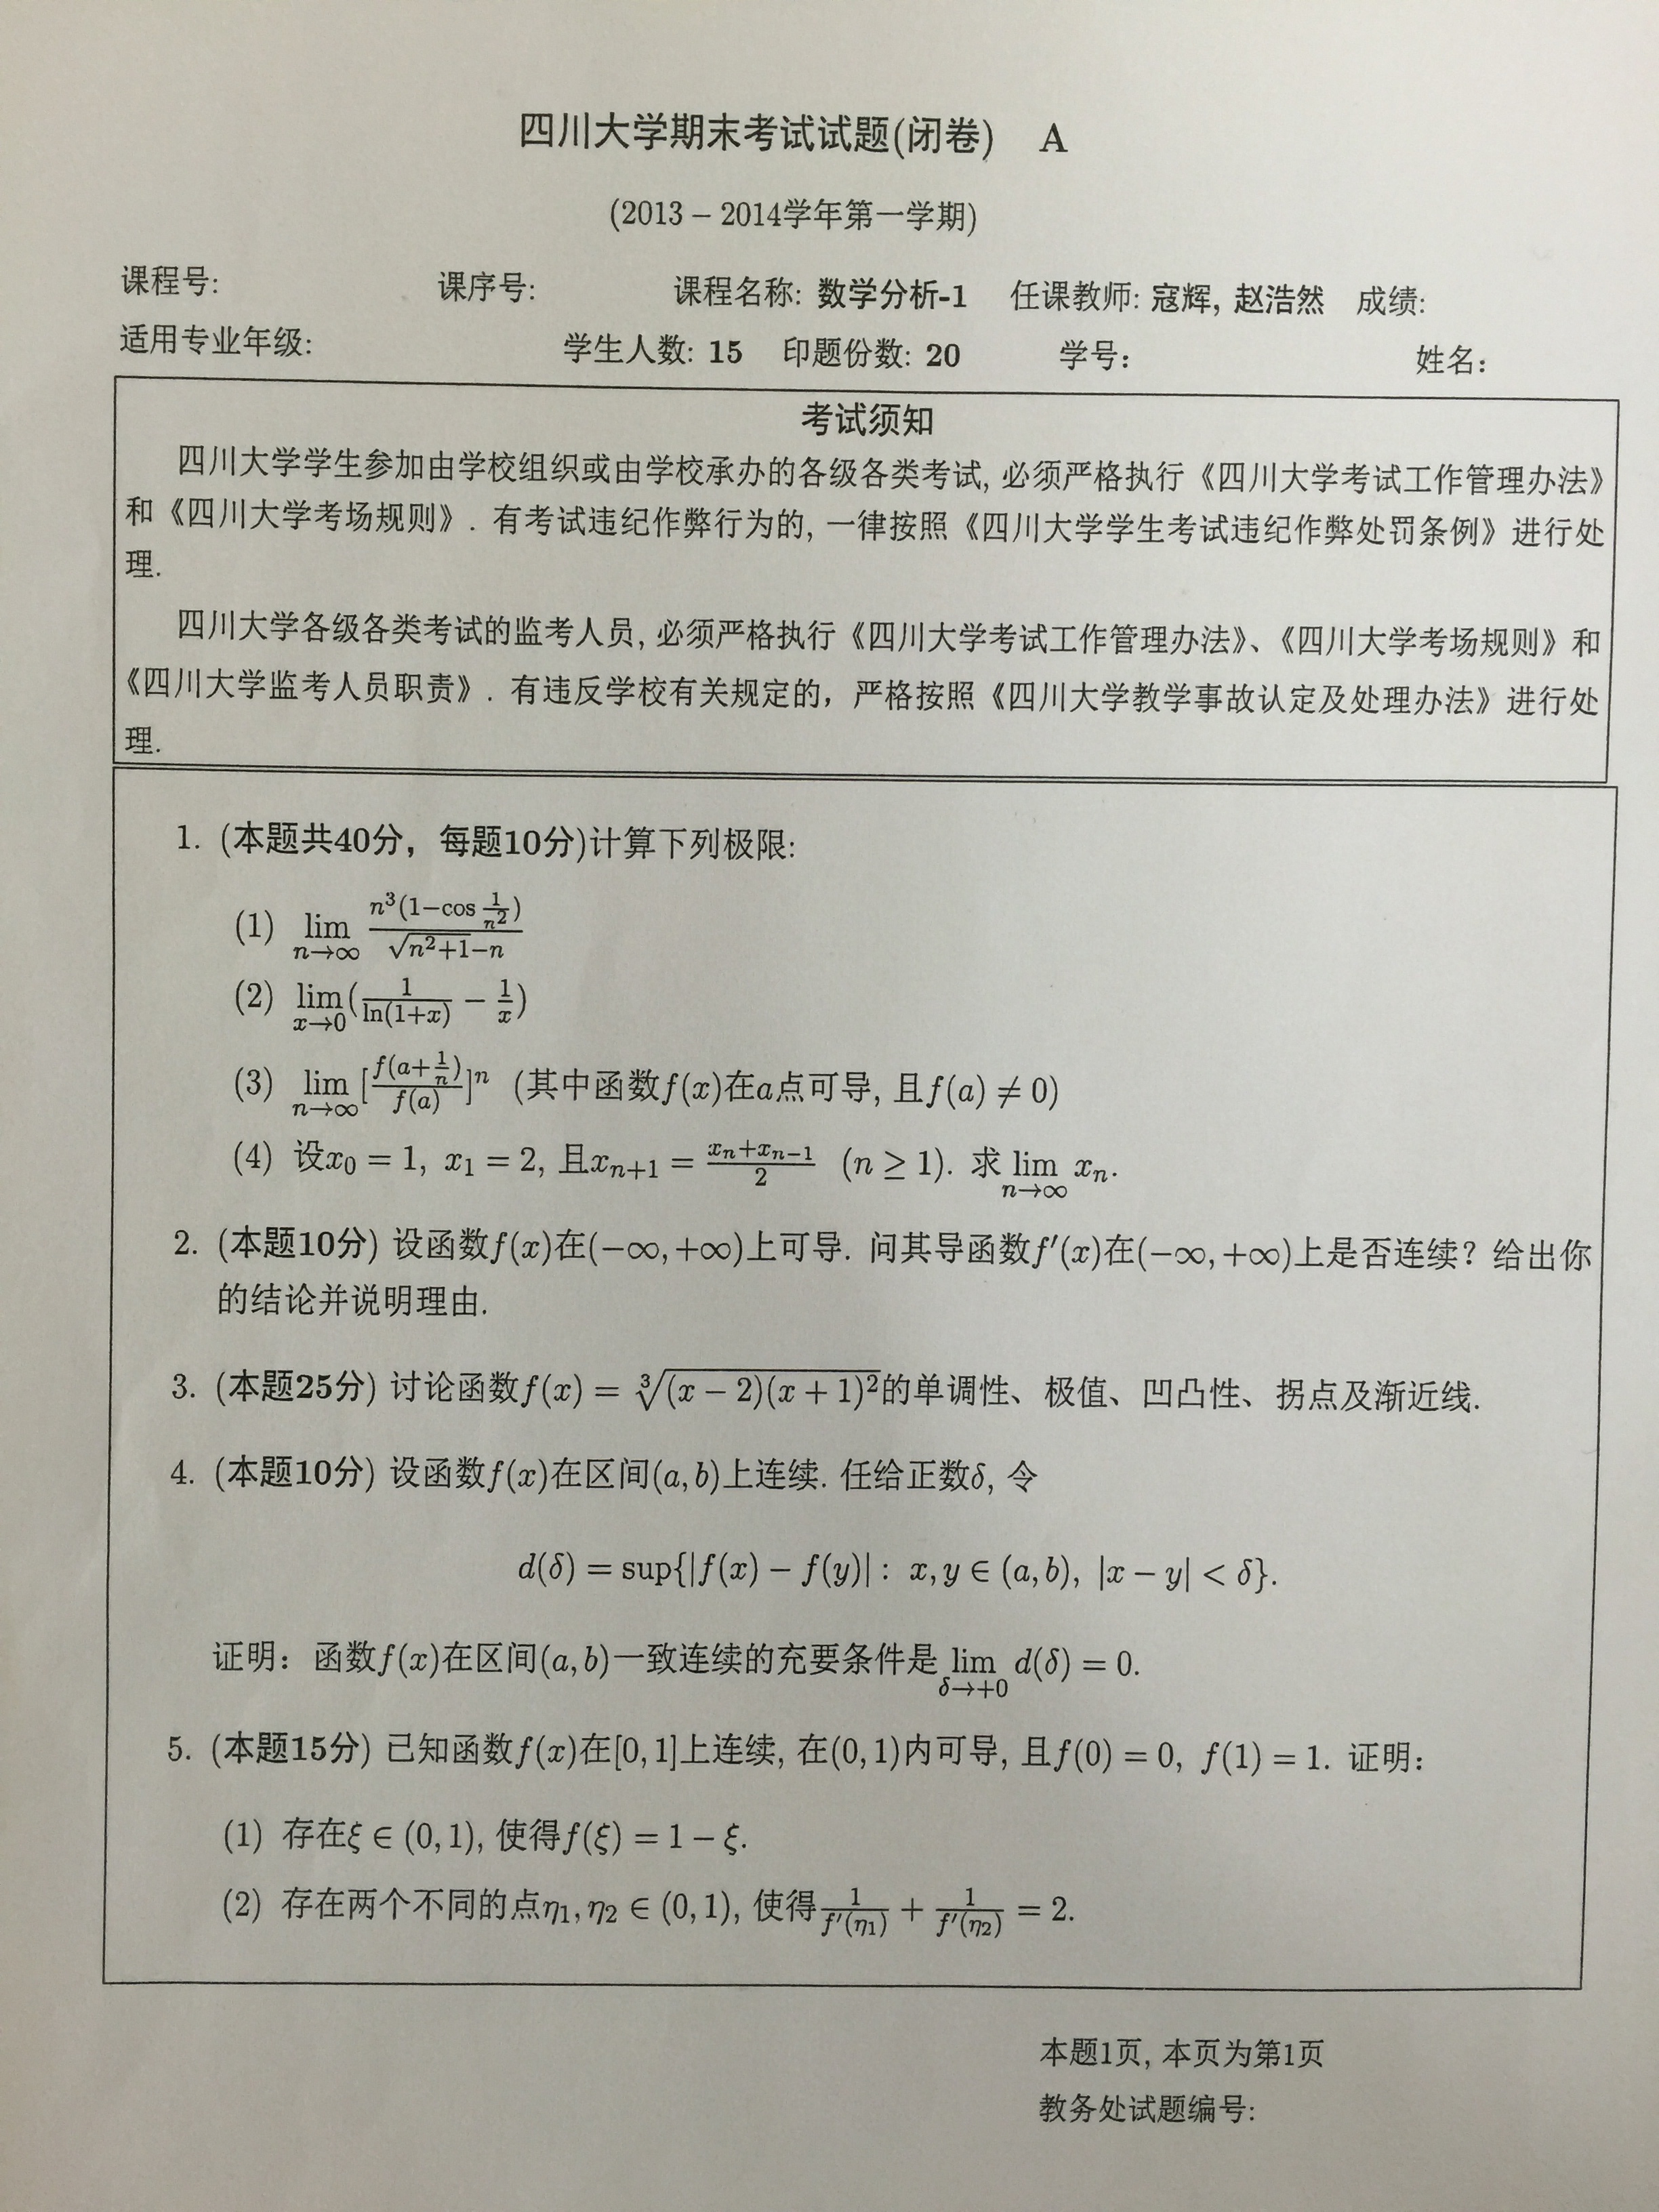 四川大学期末考试试题(闭卷) A
(2013 – 2014学年第一学期)
课程号: 课序号: 课程名称: 数学分析-1 任课教师: 寇辉, 赵浩然 成绩:
适用专业年级: 学生人数: 15 印题份数: 20 学号: 姓名:
考试须知
四川大学学生参加由学校组织或由学校承办的各级各类考试, 必须严格执行《四川大学考试工作管理办法》
和《四川大学考场规则》. 有考试违纪作弊行为的, 一律按照《四川大学学生考试违纪作弊处罚条例》进行处
理.
四川大学各级各类考试的监考人员, 必须严格执行《四川大学考试工作管理办法》、《四川大学考场规则》和
《四川大学监考人员职责》. 有违反学校有关规定的，严格按照《四川大学教学事故认定及处理办法》进行处
理.
1. (本题共40分，每题10分)计算下列极限:
(1) $\lim\limits_{n\to\infty} \frac{n^3(1-\cos\frac{1}{n^2})}{\sqrt{n^2+1}-n}$
(2) $\lim\limits_{x\to 0}(\frac{1}{\ln(1+x)} - \frac{1}{x})$
(3) $\lim\limits_{n\to\infty}[\frac{f(a+\frac{1}{n})}{f(a)}]^n$ (其中函数f(x)在a点可导, 且f(a) ≠ 0)
(4) 设$x_0 = 1, x_1 = 2$, 且$x_{n+1} = \frac{x_n+x_{n-1}}{2}$ (n ≥ 1). 求$\lim\limits_{n\to\infty} x_n$.
2. (本题10分) 设函数f(x)在(−∞, +∞)上可导. 问其导函数f′(x)在(−∞, +∞)上是否连续? 给出你
的结论并说明理由.
3. (本题25分) 讨论函数$f(x) = \sqrt[3]{(x-2)(x+1)^2}$的单调性、极值、凹凸性、拐点及渐近线.
4. (本题10分) 设函数f(x)在区间(a, b)上连续. 任给正数δ, 令
d(δ) = sup{|f(x) − f(y)| : x, y ∈ (a, b), |x − y| < δ}.
证明：函数f(x)在区间(a, b)一致连续的充要条件是$\lim\limits_{\delta\to+0} d(\delta) = 0$.
5. (本题15分) 已知函数f(x)在[0, 1]上连续, 在(0, 1)内可导, 且f(0) = 0, f(1) = 1. 证明：
(1) 存在ξ ∈ (0, 1), 使得f(ξ) = 1 − ξ.
(2) 存在两个不同的点$\eta_1, \eta_2$ ∈ (0, 1), 使得$\frac{1}{f'(\eta_1)} + \frac{1}{f'(\eta_2)} = 2$.
本题1页, 本页为第1页
教务处试题编号: